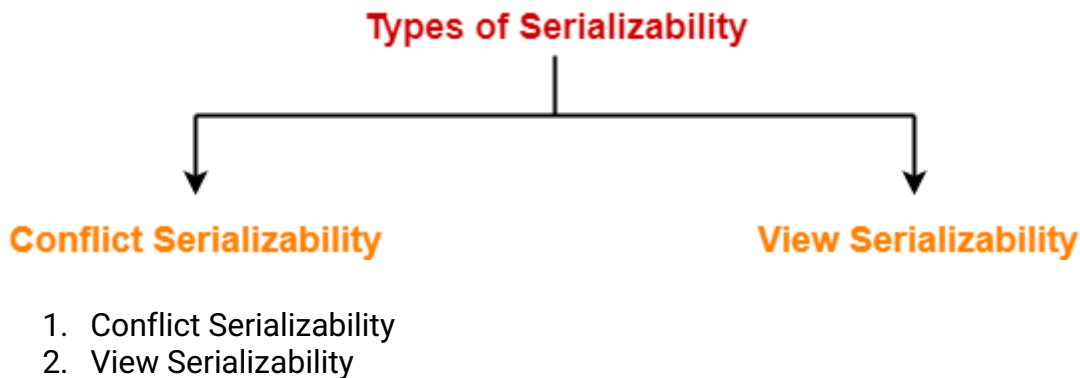 Types of Serializability
Conflict Serializability
View Serializability
1. Conflict Serializability
2. View Serializability